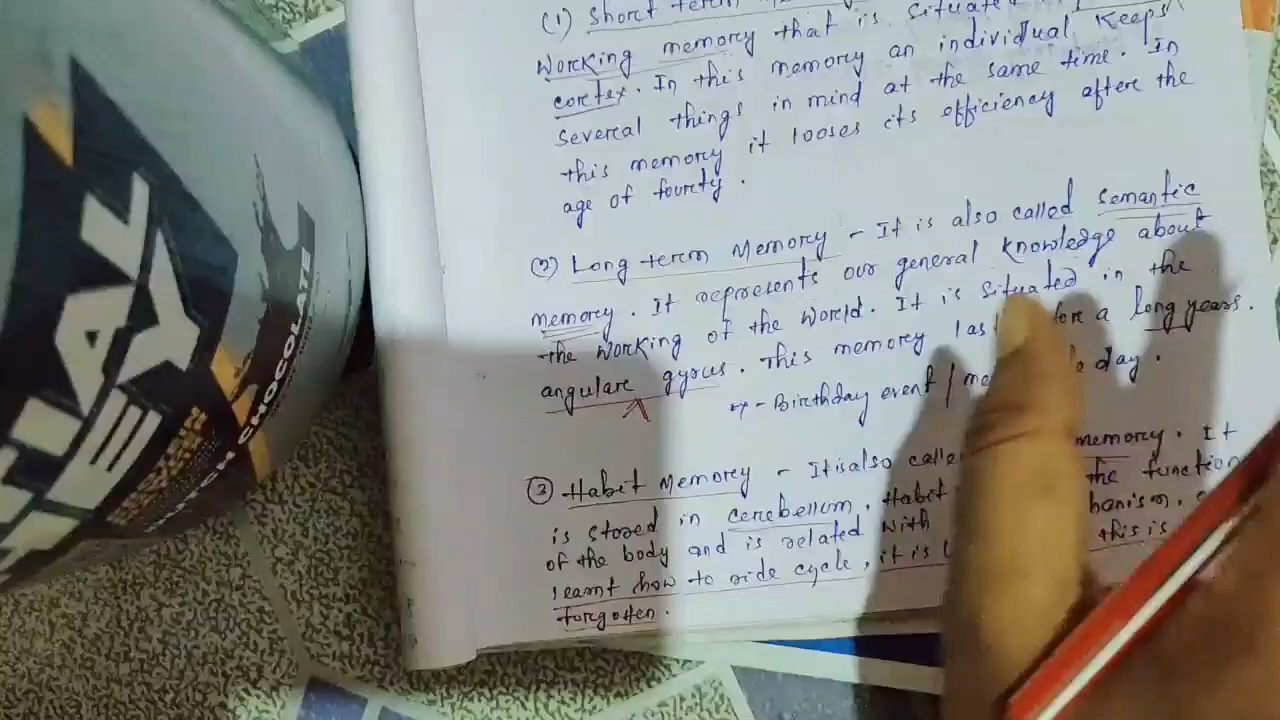 (1) Short term
Working memory that is situated
cortex. In this memory an individual keeps
several things in mind at the same time. In
this memory it looses its efficiency after the
age of fourty.
(2) Long term Memory - It is also called semantic
memory. It represents our general knowledge about
the working of the world. It is situated in the
angular gyrus. This memory las for a long years.
- Birthday event / me day.
(3) Habit Memory - It is also calle memory. It
is stored in cerebellum. Habit the function
of the body and is related with hanism.
learnt how to ride cycle, it is this is
forgotten.
CHOCOLATE